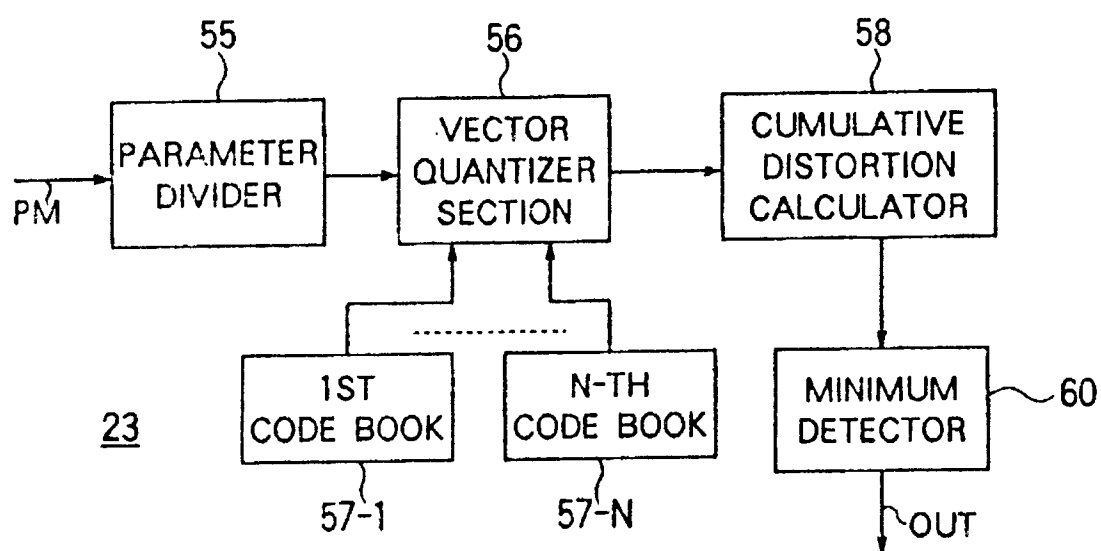 55
56
58
PARAMETER
DIVIDER
VECTOR
QUANTIZER
SECTION
CUMULATIVE
DISTORTION
CALCULATOR
PM
1ST
CODE BOOK
N-TH
CODE BOOK
MINIMUM
DETECTOR
60
23
57-1
57-N
OUT